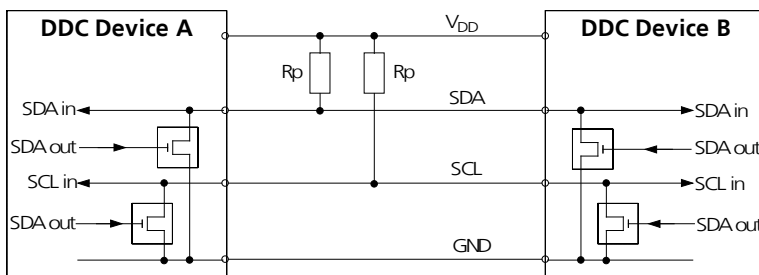 DDC Device A
DDC Device B
VDD
Rp
Rp
SDA in
SDA
SDA in
SDA out
SDA out
SCL in
SCL
SCL in
SDA out
SDA out
GND